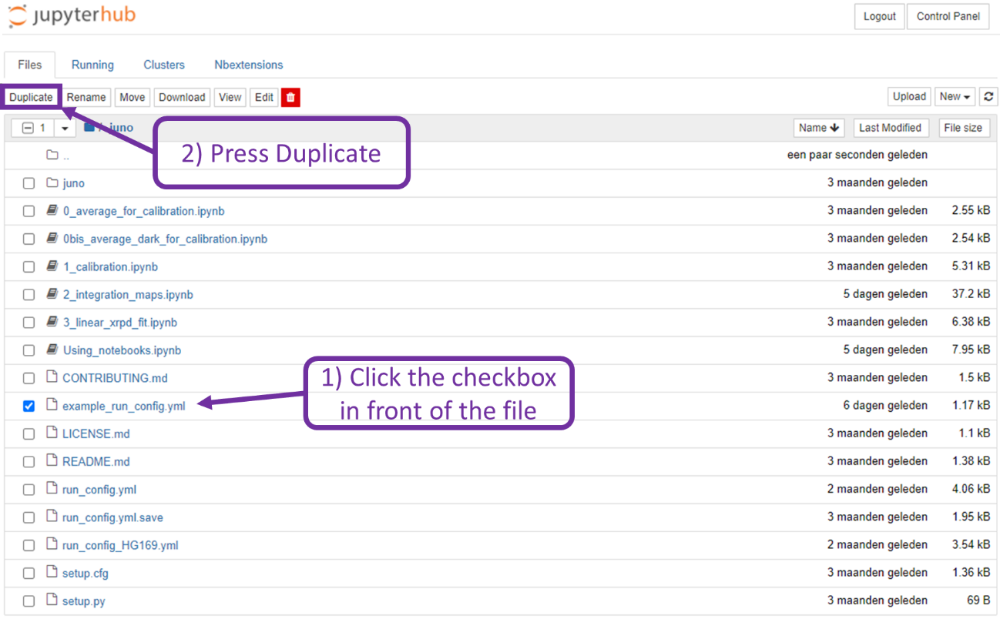 jupyterhub
Logout Control Panel
Files Running Clusters Nbextensions
Duplicate Rename Move Download View Edit Upload New
1 / juno Name Last Modified File size
2) Press Duplicate
.. een paar seconden geleden
juno 3 maanden geleden
0_average_for_calibration.ipynb 3 maanden geleden 2.55 kB
0bis_average_dark_for_calibration.ipynb 3 maanden geleden 2.54 kB
1_calibration.ipynb 3 maanden geleden 5.31 kB
2_integration_maps.ipynb 5 dagen geleden 37.2 kB
3_linear_xrpd_fit.ipynb 3 maanden geleden 6.38 kB
Using_notebooks.ipynb 5 dagen geleden 7.95 kB
1) Click the checkbox
in front of the file
CONTRIBUTING.md 3 maanden geleden 1.5 kB
example_run_config.yml 6 dagen geleden 1.17 kB
LICENSE.md 3 maanden geleden 1.1 kB
README.md 3 maanden geleden 1.38 kB
run_config.yml 2 maanden geleden 4.06 kB
run_config.yml.save 3 maanden geleden 1.95 kB
run_config_HG169.yml 2 maanden geleden 3.54 kB
setup.cfg 3 maanden geleden 1.36 kB
setup.py 3 maanden geleden 69 B